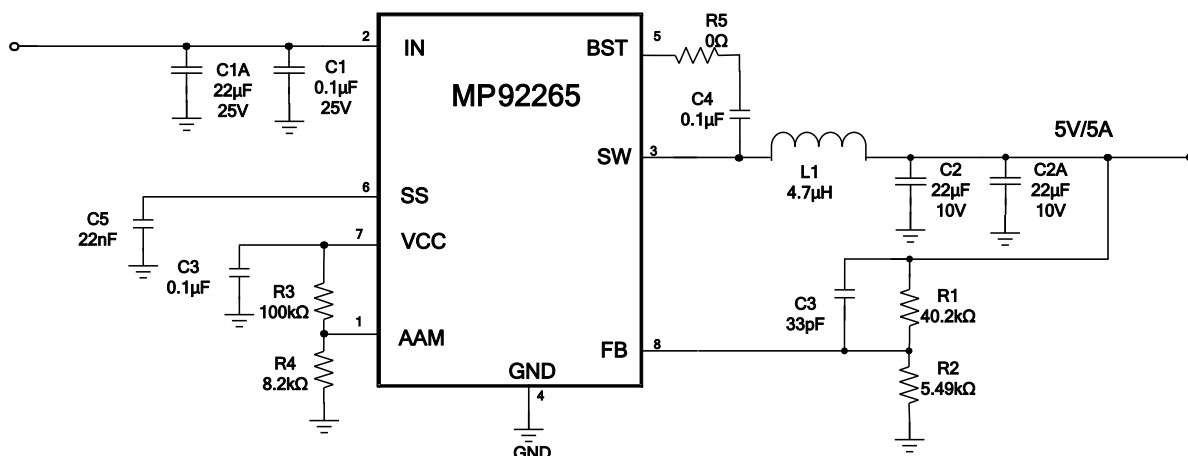 R5
0Ω
2
IN
BST
5
C1A
22µF
25V
C1
0.1µF
25V
MP92265
C4
0.1µF
5V/5A
SW
3
L1
4.7µH
C2
22µF
10V
C2A
22µF
10V
6
SS
C5
22nF
7
VCC
C3
0.1µF
R3
100kΩ
C3
33pF
R1
40.2kΩ
1
AAM
FB
8
R4
8.2kΩ
GND
4
R2
5.49kΩ
GND